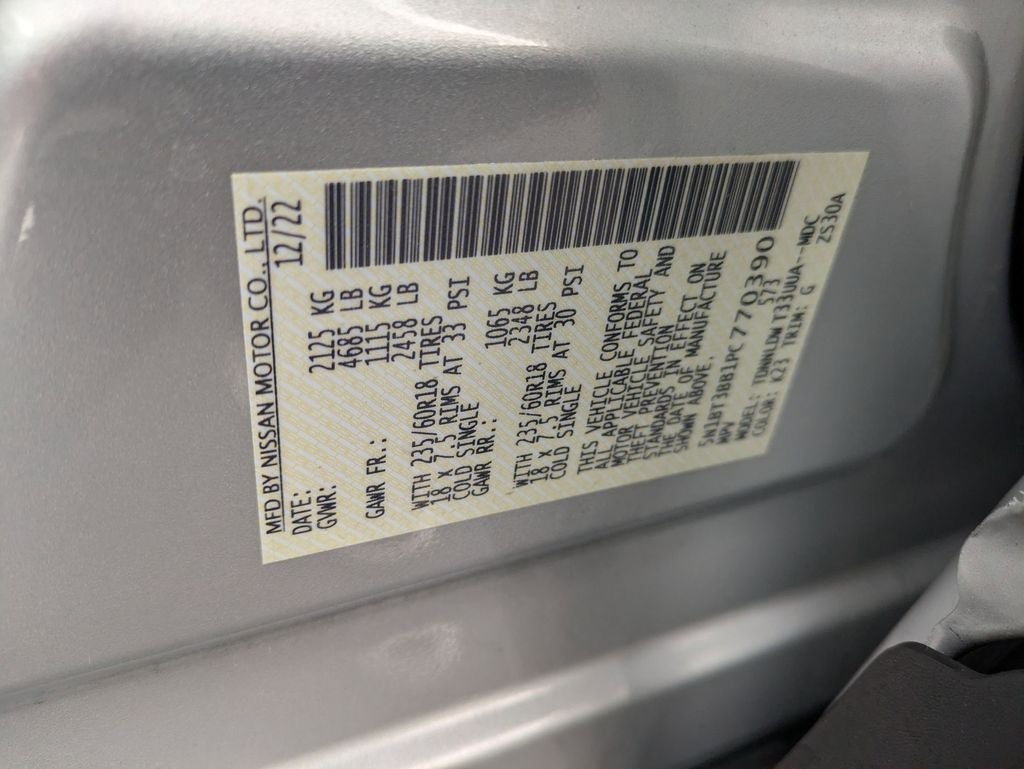 MFD BY NISSAN MOTOR CO., LTD.
DATE: 12/22
GVWR: 2125 KG
4685 LB
GAWR FR.: 1115 KG
2458 LB
WITH 235/60R18 TIRES
18 x 7.5 RIMS AT 33 PSI
COLD SINGLE
GAWR RR.: 1065 KG
2348 LB
WITH 235/60R18 TIRES
18 x 7.5 RIMS AT 30 PSI
COLD SINGLE
THIS VEHICLE CONFORMS TO
ALL APPLICABLE FEDERAL
MOTOR VEHICLE SAFETY AND
THEFT PREVENTION
STANDARDS IN EFFECT ON
THE DATE OF MANUFACTURE
SHOWN ABOVE.
5N1BT3BB1PC770390
MPV 573
MODEL: TDNNLDWT33UUA--MDC
COLOR: K23 TRIM: G ZS30A